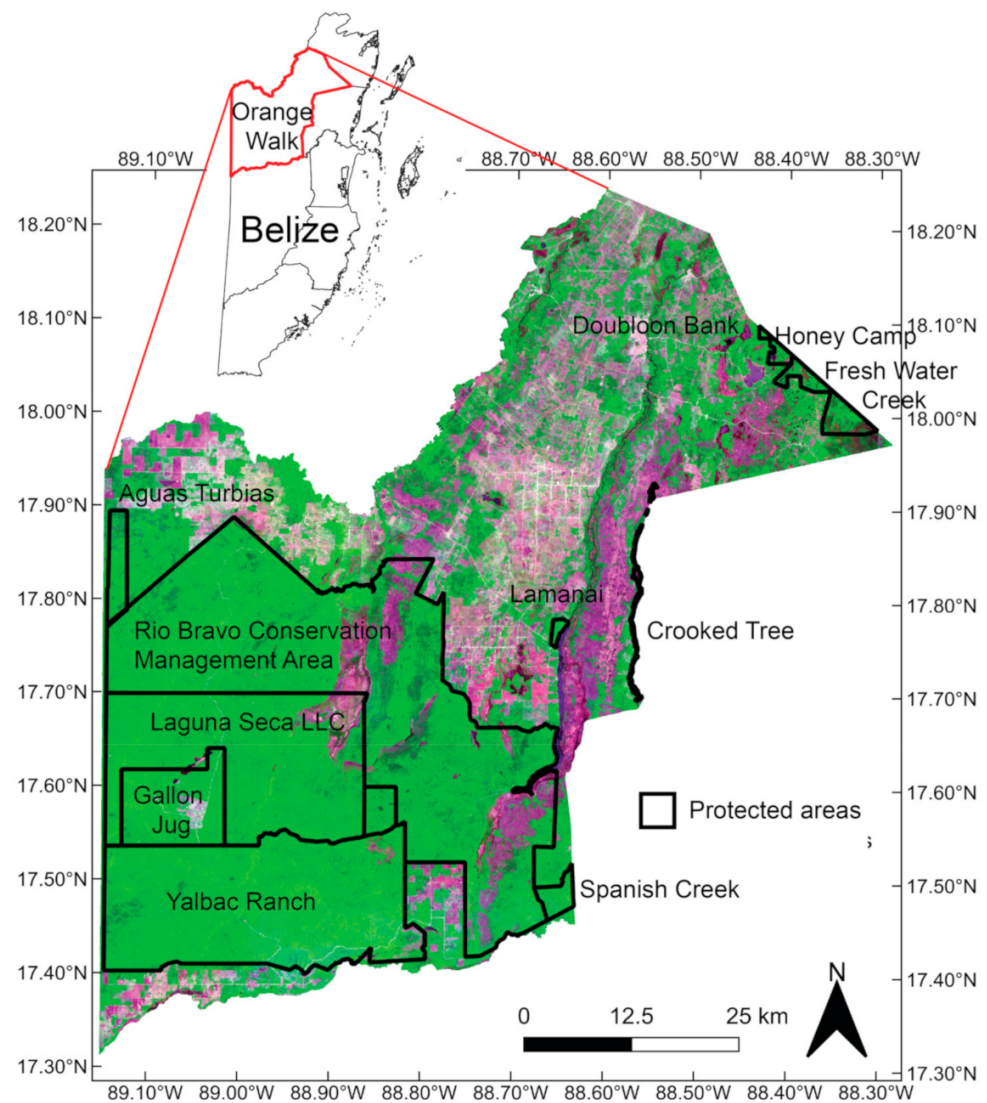 Orange
Walk
Belize
89.10°W
88.70°W 88.60°W 88.50°W 88.40°W 88.30°W
18.20°N
18.20°N
18.10°N
18.10°N
18.00°N
18.00°N
17.90°N
17.90°N
17.80°N
17.80°N
17.70°N
17.70°N
17.60°N
17.60°N
17.50°N
17.50°N
17.40°N
17.40°N
17.30°N
17.30°N
Doubloon Bank
Honey Camp
Fresh Water
Creek
Aguas Turbias
Lamanai
Rio Bravo Conservation
Management Area
Crooked Tree
Laguna Seca LLC
Gallon
Jug
Protected areas
s
Yalbac Ranch
Spanish Creek
N
0 12.5 25 km
89.10°W 89.00°W 88.90°W 88.80°W 88.70°W 88.60°W 88.50°W 88.40°W 88.30°W